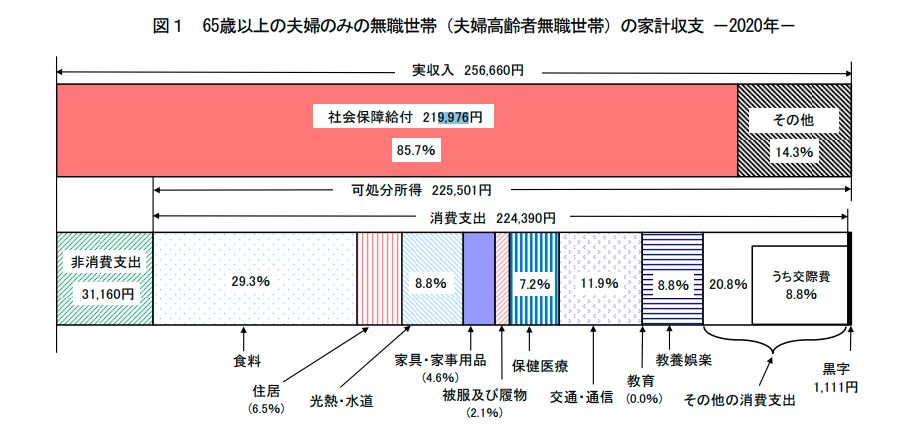 図１　65歳以上の夫婦のみの無職世帯（夫婦高齢者無職世帯）の家計収支 －2020年－
実収入 256,660円
社会保障給付 219,976円
85.7%
その他
14.3%
可処分所得 225,501円
消費支出 224,390円
非消費支出
31,160円
29.3%
8.8%
7.2%
11.9%
8.8%
20.8%
うち交際費
8.8%
食料
住居
(6.5%)
光熱・水道
家具・家事用品
(4.6%)
被服及び履物
(2.1%)
保健医療
交通・通信
教育
(0.0%)
教養娯楽
その他の消費支出
黒字
1,111円